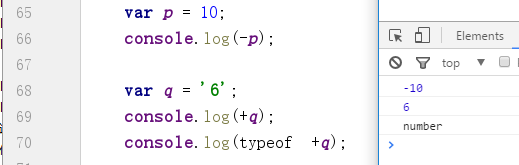 65 var p = 10;
66 console.log(-p);
67
68 var q = '6';
69 console.log(+q);
70 console.log(typeof  +q);
Elements
top
-10
6
number